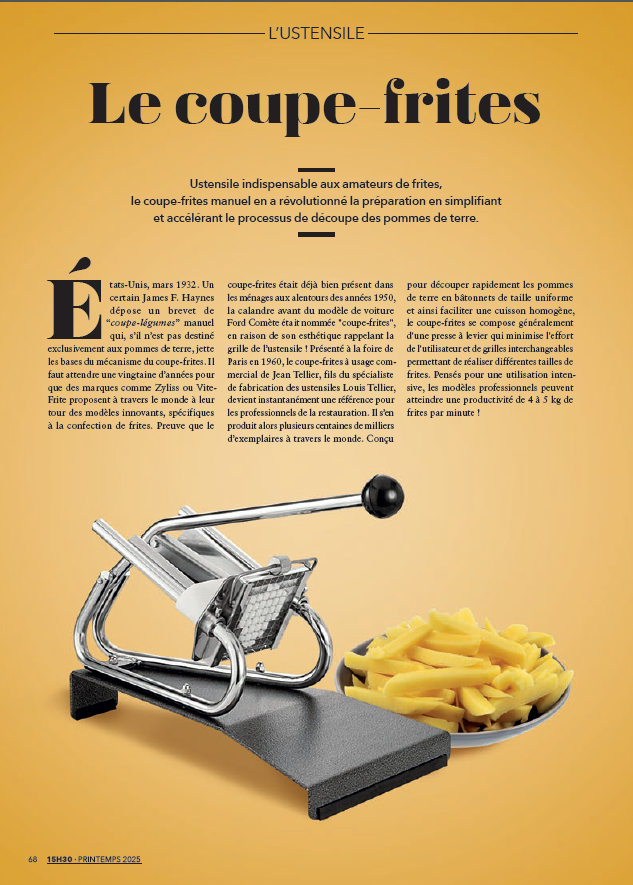 L'USTENSILE
Le coupe-frites
Ustensile indispensable aux amateurs de frites,
le coupe-frites manuel en a révolutionné la préparation en simplifiant
et accélérant le processus de découpe des pommes de terre.
États-Unis, mars 1932. Un
certain James F. Haynes
dépose un brevet de
“coupe-légumes” manuel
qui, s'il n'est pas destiné
exclusivement aux pommes de terre, jette
les bases du mécanisme du coupe-frites. Il
faut attendre une vingtaine d'années pour
que des marques comme Zyliss ou Vite-
Frite proposent à travers le monde à leur
tour des modèles innovants, spécifiques
à la confection de frites. Preuve que le
coupe-frites était déjà bien présent dans
les ménages aux alentours des années 1950,
la calandre avant du modèle de voiture
Ford Comète était nommée "coupe-frites",
en raison de son esthétique rappelant la
grille de l'ustensile ! Présenté à la foire de
Paris en 1960, le coupe-frites à usage com-
mercial de Jean Tellier, fils du spécialiste
de fabrication des ustensiles Louis Tellier,
devient instantanément une référence pour
les professionnels de la restauration. Il s'en
produit alors plusieurs centaines de milliers
d'exemplaires à travers le monde. Conçu
pour découper rapidement les pommes
de terre en bâtonnets de taille uniforme
et ainsi faciliter une cuisson homogène,
le coupe-frites se compose généralement
d'une presse à levier qui minimise l'effort
de l'utilisateur et de grilles interchangeables
permettant de réaliser différentes tailles de
frites. Pensés pour une utilisation inten-
sive, les modèles professionnels peuvent
atteindre une productivité de 4 à 5 kg de
frites par minute !
68 15H30 · PRINTEMPS 2025